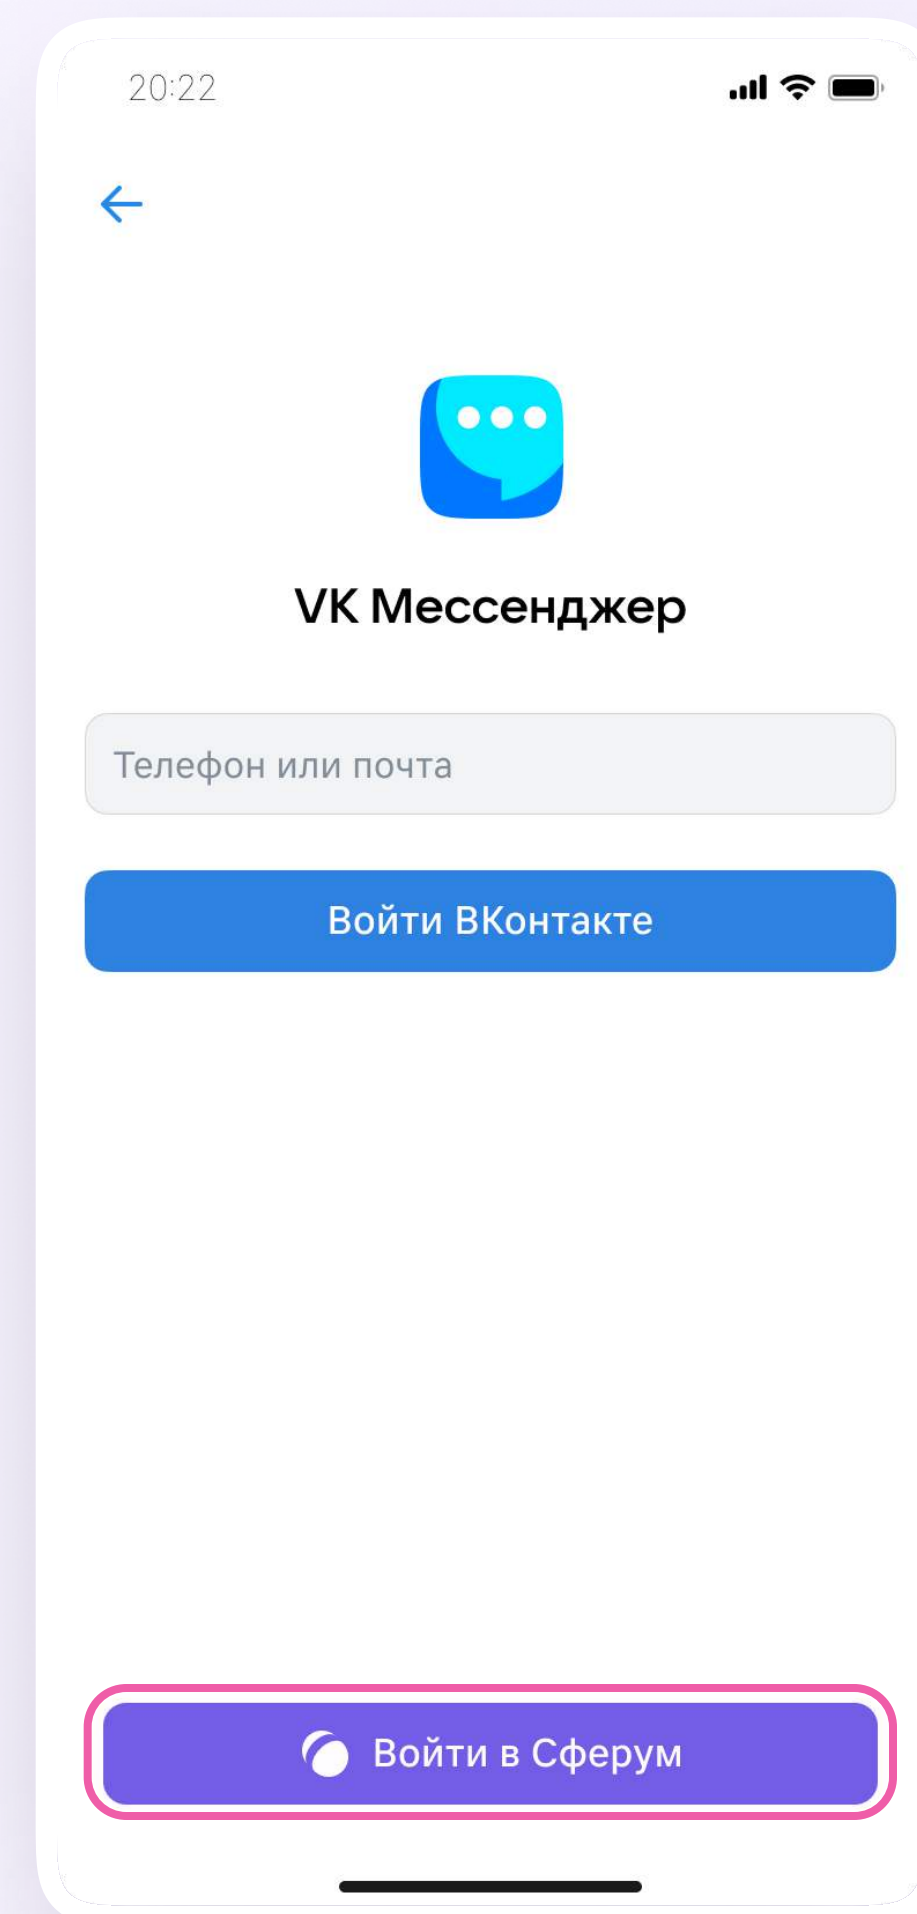 20:22
VK Мессенджер
Телефон или почта
Войти ВКонтакте
Войти в Сферум